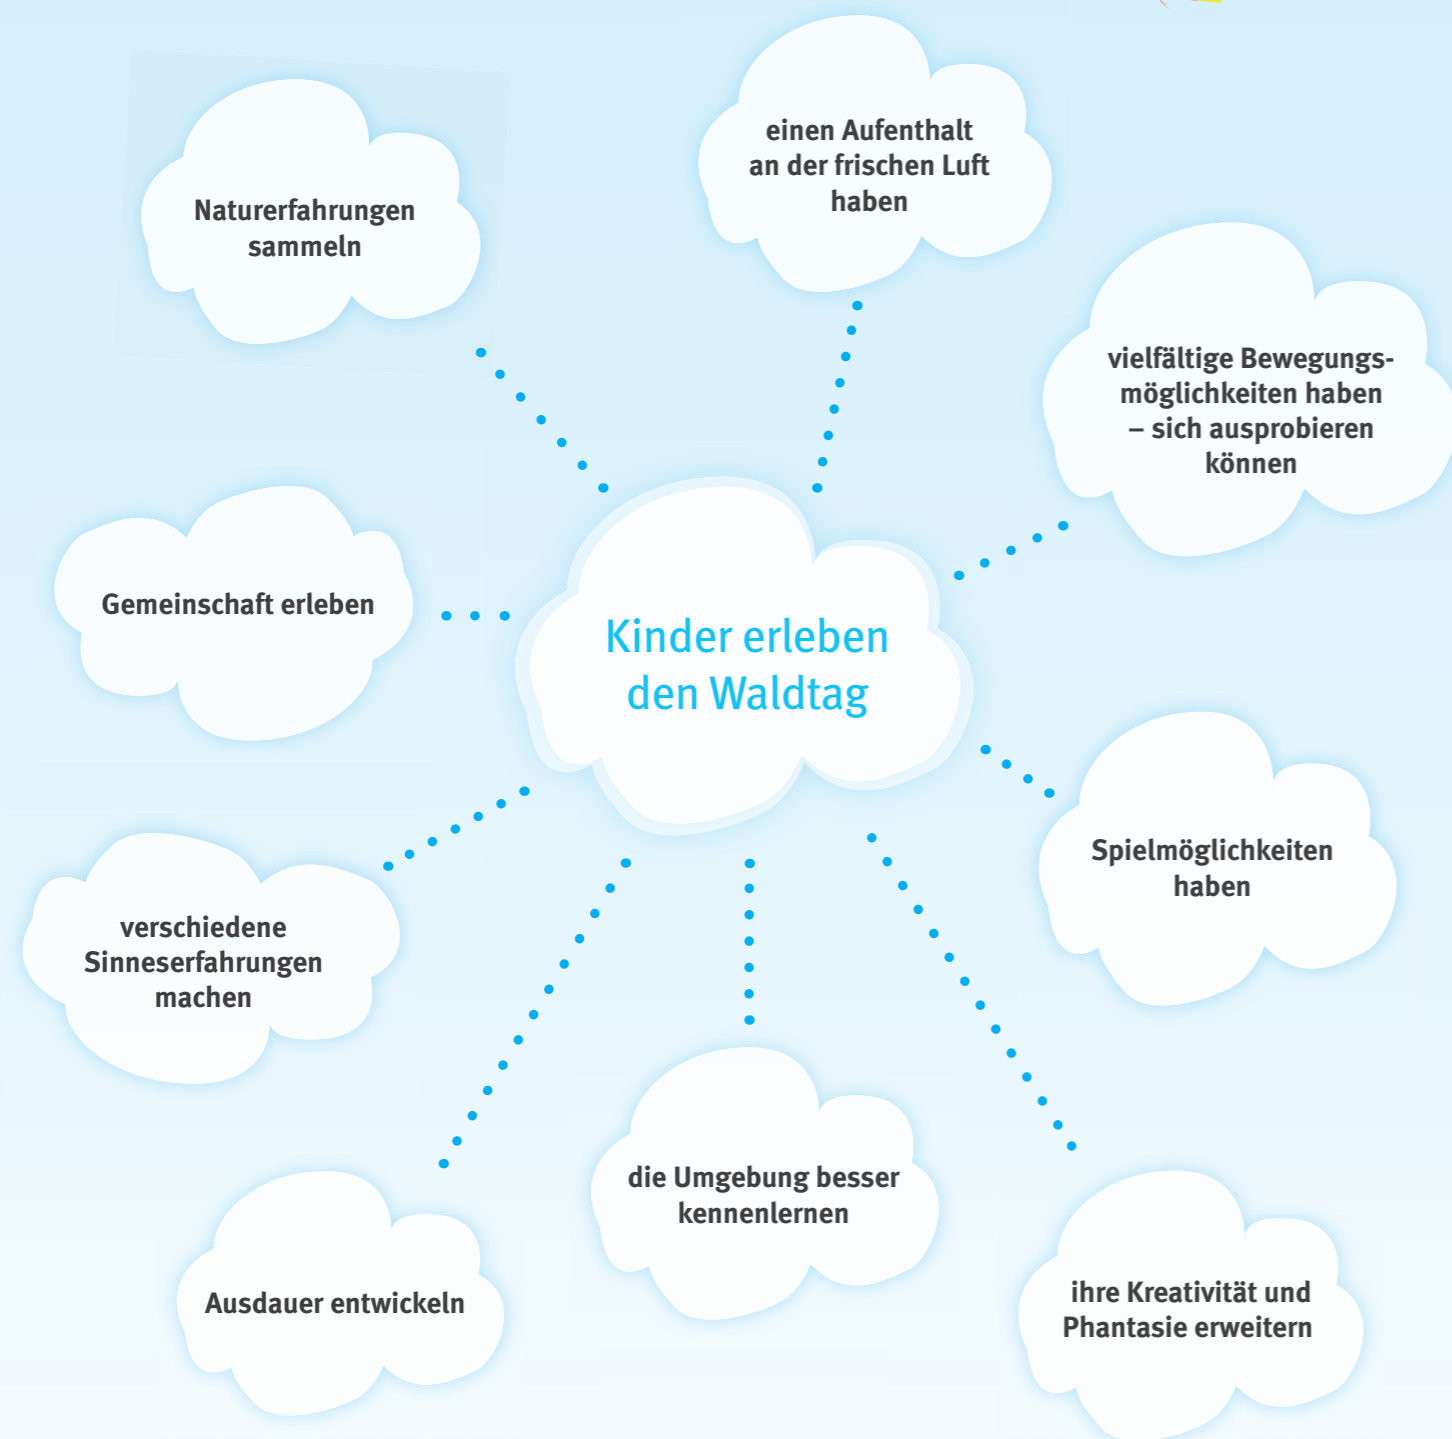 einen Aufenthalt
an der frischen Luft
haben
Naturerfahrungen
sammeln
vielfältige Bewegungs-
möglichkeiten haben
– sich ausprobieren
können
Gemeinschaft erleben
Kinder erleben
den Waldtag
Spielmöglichkeiten
haben
verschiedene
Sinneserfahrungen
machen
die Umgebung besser
kennenlernen
Ausdauer entwickeln
ihre Kreativität und
Phantasie erweitern